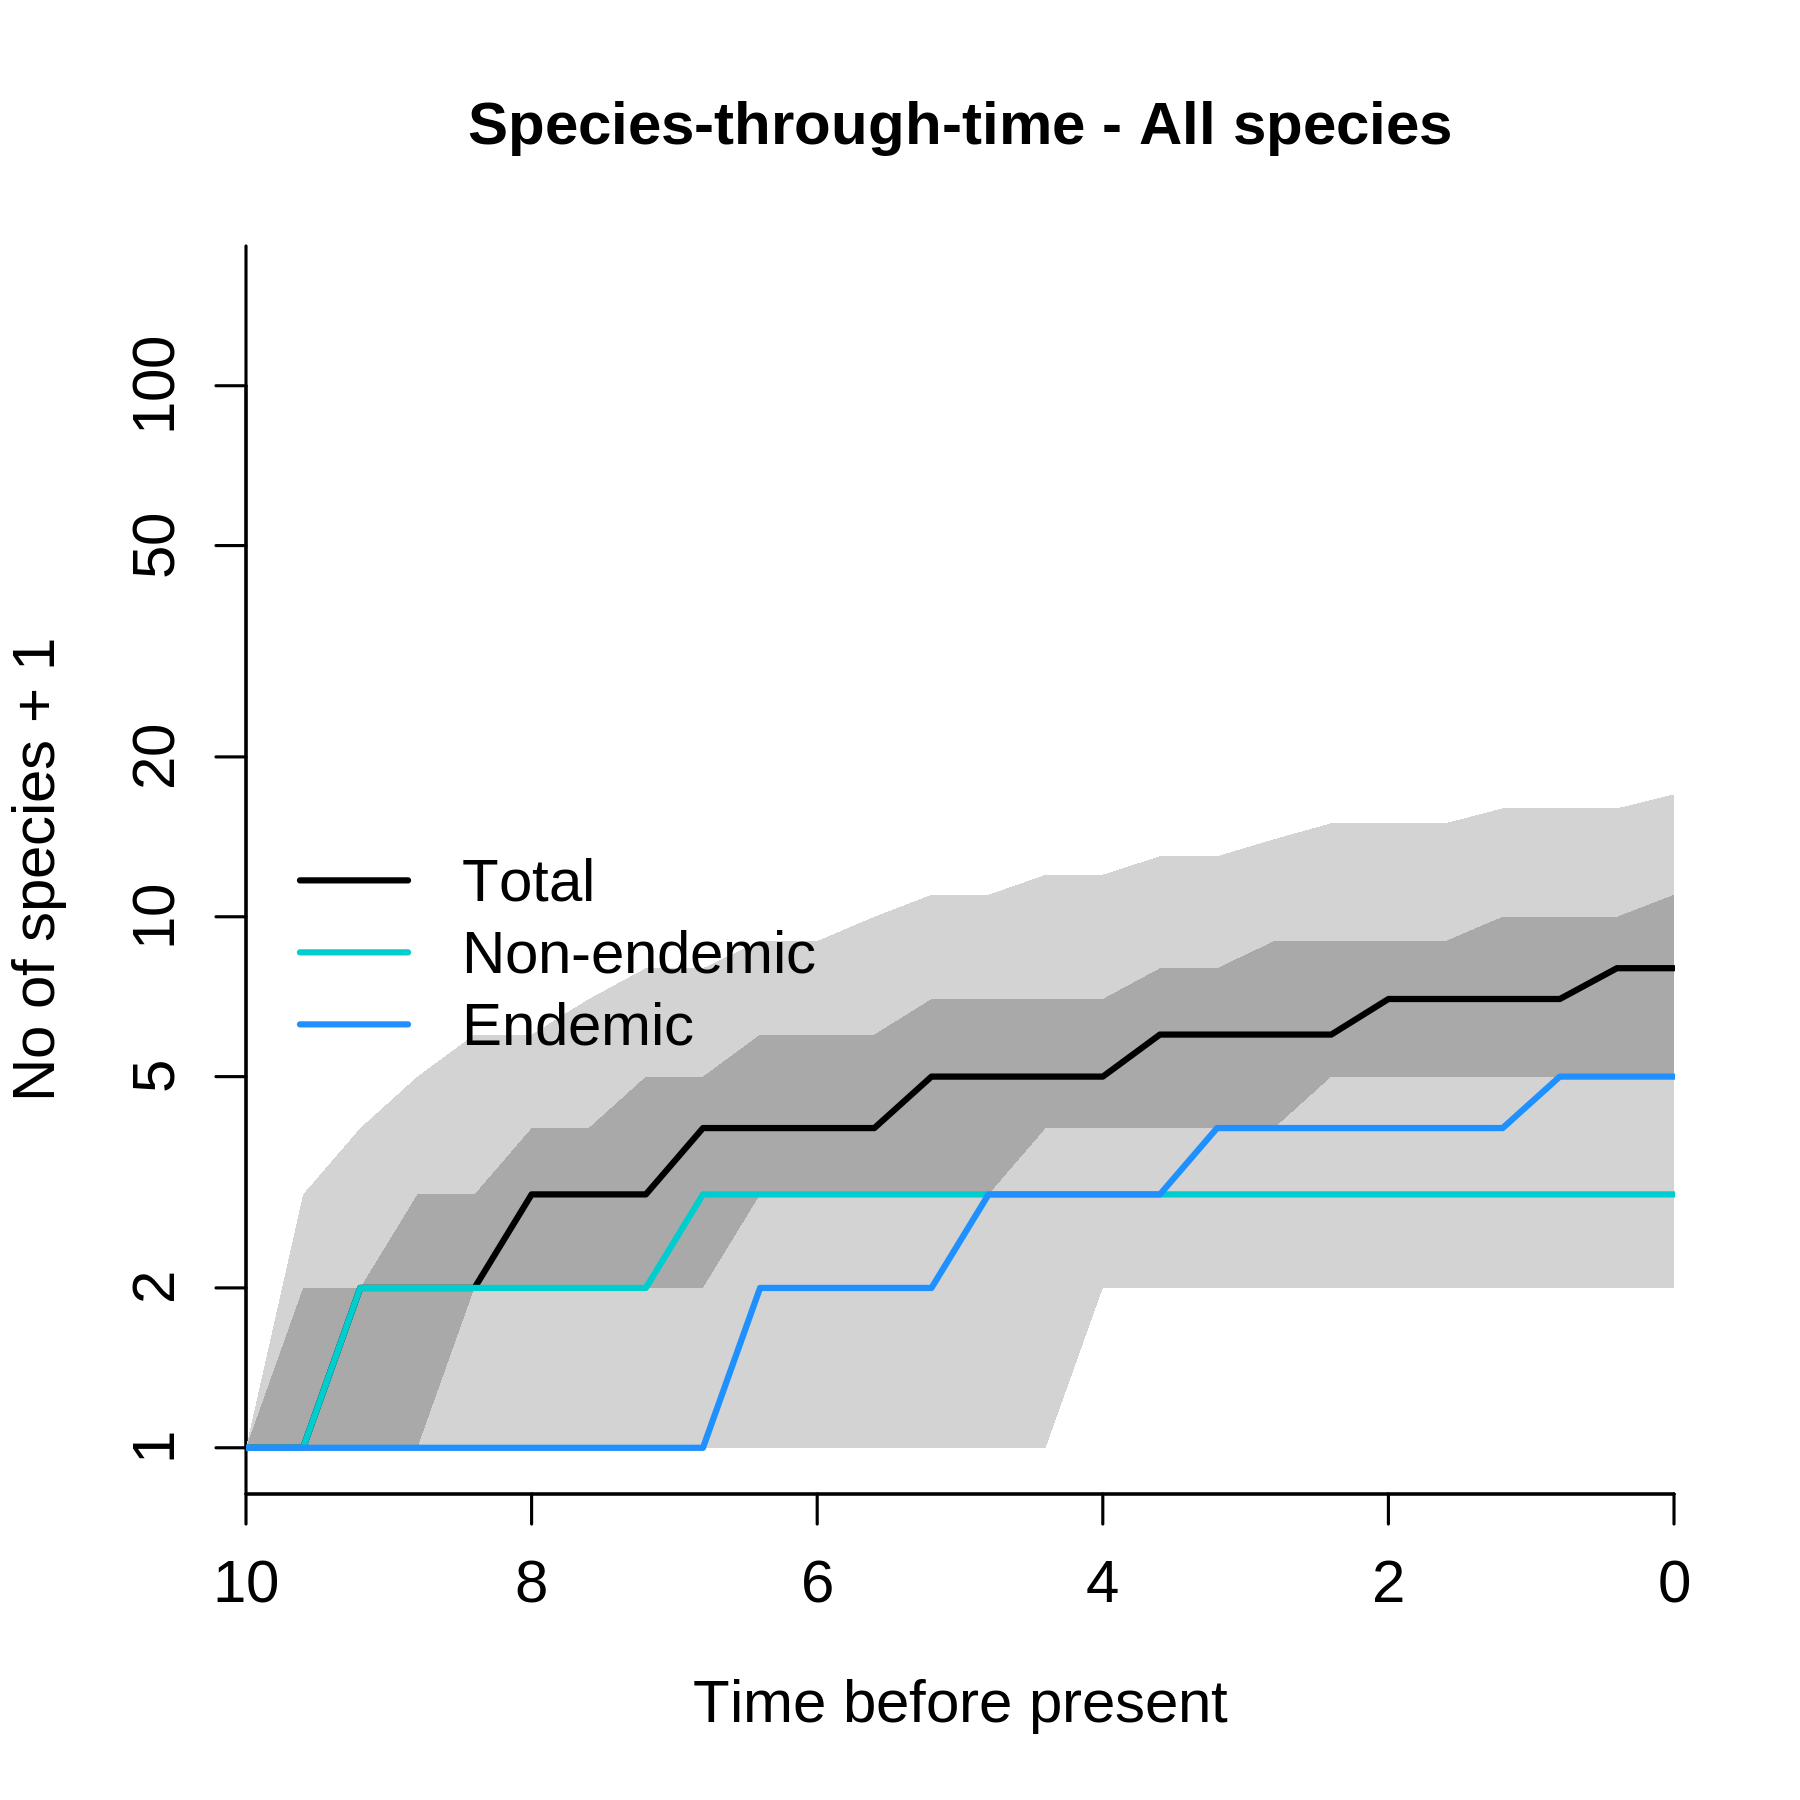 Species-through-time - All species
No of species + 1
100
50
20
10
5
2
1
Total
Non-endemic
Endemic
10 8 6 4 2 0
Time before present